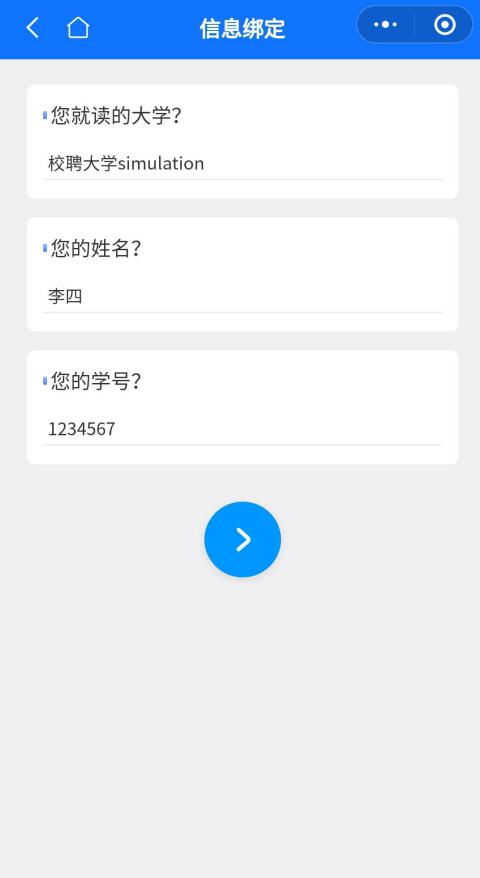 信息绑定
您就读的大学?
校聘大学simulation
您的姓名?
李四
您的学号?
1234567